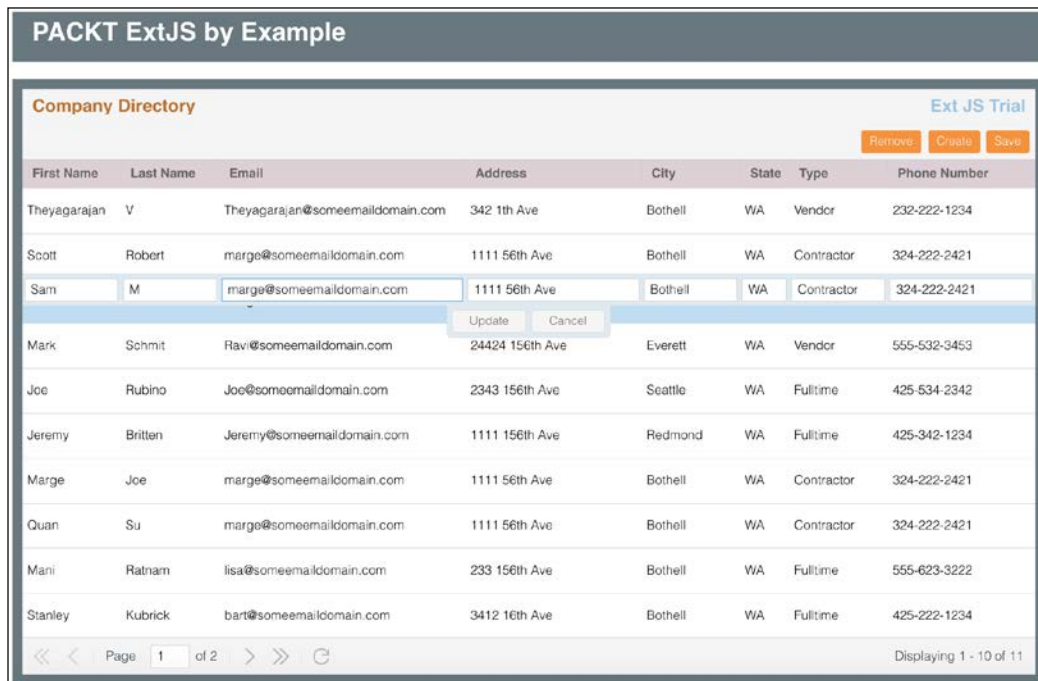 PACKT ExtJS by Example
Company Directory Ext JS Trial
Remove Create Save
First Name Last Name Email Address City State Type Phone Number
Theyagarajan V Theyagarajan@someemaildomain.com 342 1th Ave Bothell WA Vendor 232-222-1234
Scott Robert marge@someemaildomain.com 1111 56th Ave Bothell WA Contractor 324-222-2421
Sam M marge@someemaildomain.com 1111 56th Ave Bothell WA Contractor 324-222-2421
Update Cancel
Mark Schmit Ravi@someemaildomain.com 24424 156th Ave Everett WA Vendor 555-532-3453
Joe Rubino Joe@someemaildomain.com 2343 156th Ave Seattle WA Fulltime 425-534-2342
Jeremy Britten Jeremy@someemaildomain.com 1111 156th Ave Redmond WA Fulltime 425-342-1234
Marge Joe marge@someemaildomain.com 1111 56th Ave Bothell WA Contractor 324-222-2421
Quan Su marge@someemaildomain.com 1111 56th Ave Bothell WA Contractor 324-222-2421
Mani Ratnam lisa@someemaildomain.com 233 156th Ave Bothell WA Fulltime 555-623-3222
Stanley Kubrick bart@someemaildomain.com 3412 16th Ave Bothell WA Fulltime 425-222-1234
Page 1 of 2 Displaying 1 - 10 of 11